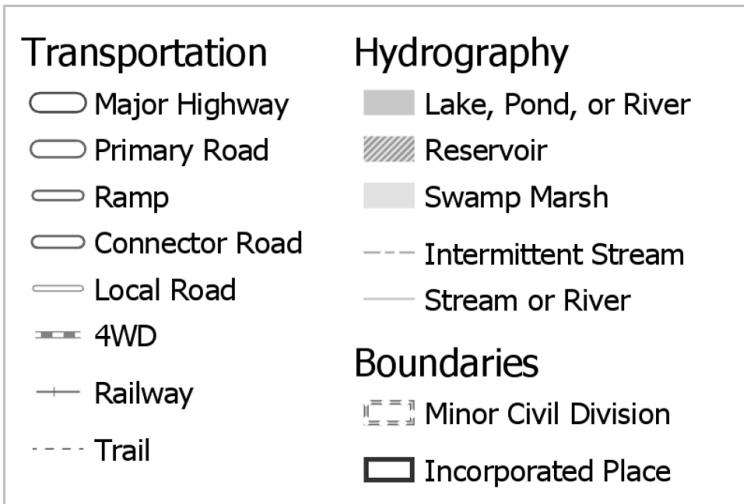 Transportation
Major Highway
Primary Road
Ramp
Connector Road
Local Road
4WD
Railway
Trail
Hydrography
Lake, Pond, or River
Reservoir
Swamp Marsh
Intermittent Stream
Stream or River
Boundaries
Minor Civil Division
Incorporated Place